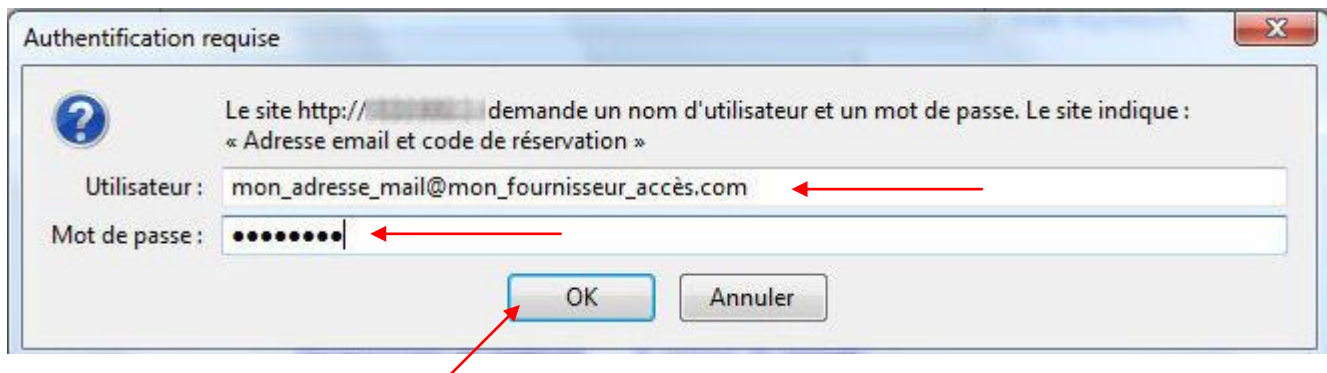 Authentification requise
Le site http:// demande un nom d'utilisateur et un mot de passe. Le site indique :
« Adresse email et code de réservation »
Utilisateur : mon_adresse_mail@mon_fournisseur_accès.com
Mot de passe : ●●●●●●●●
OK Annuler